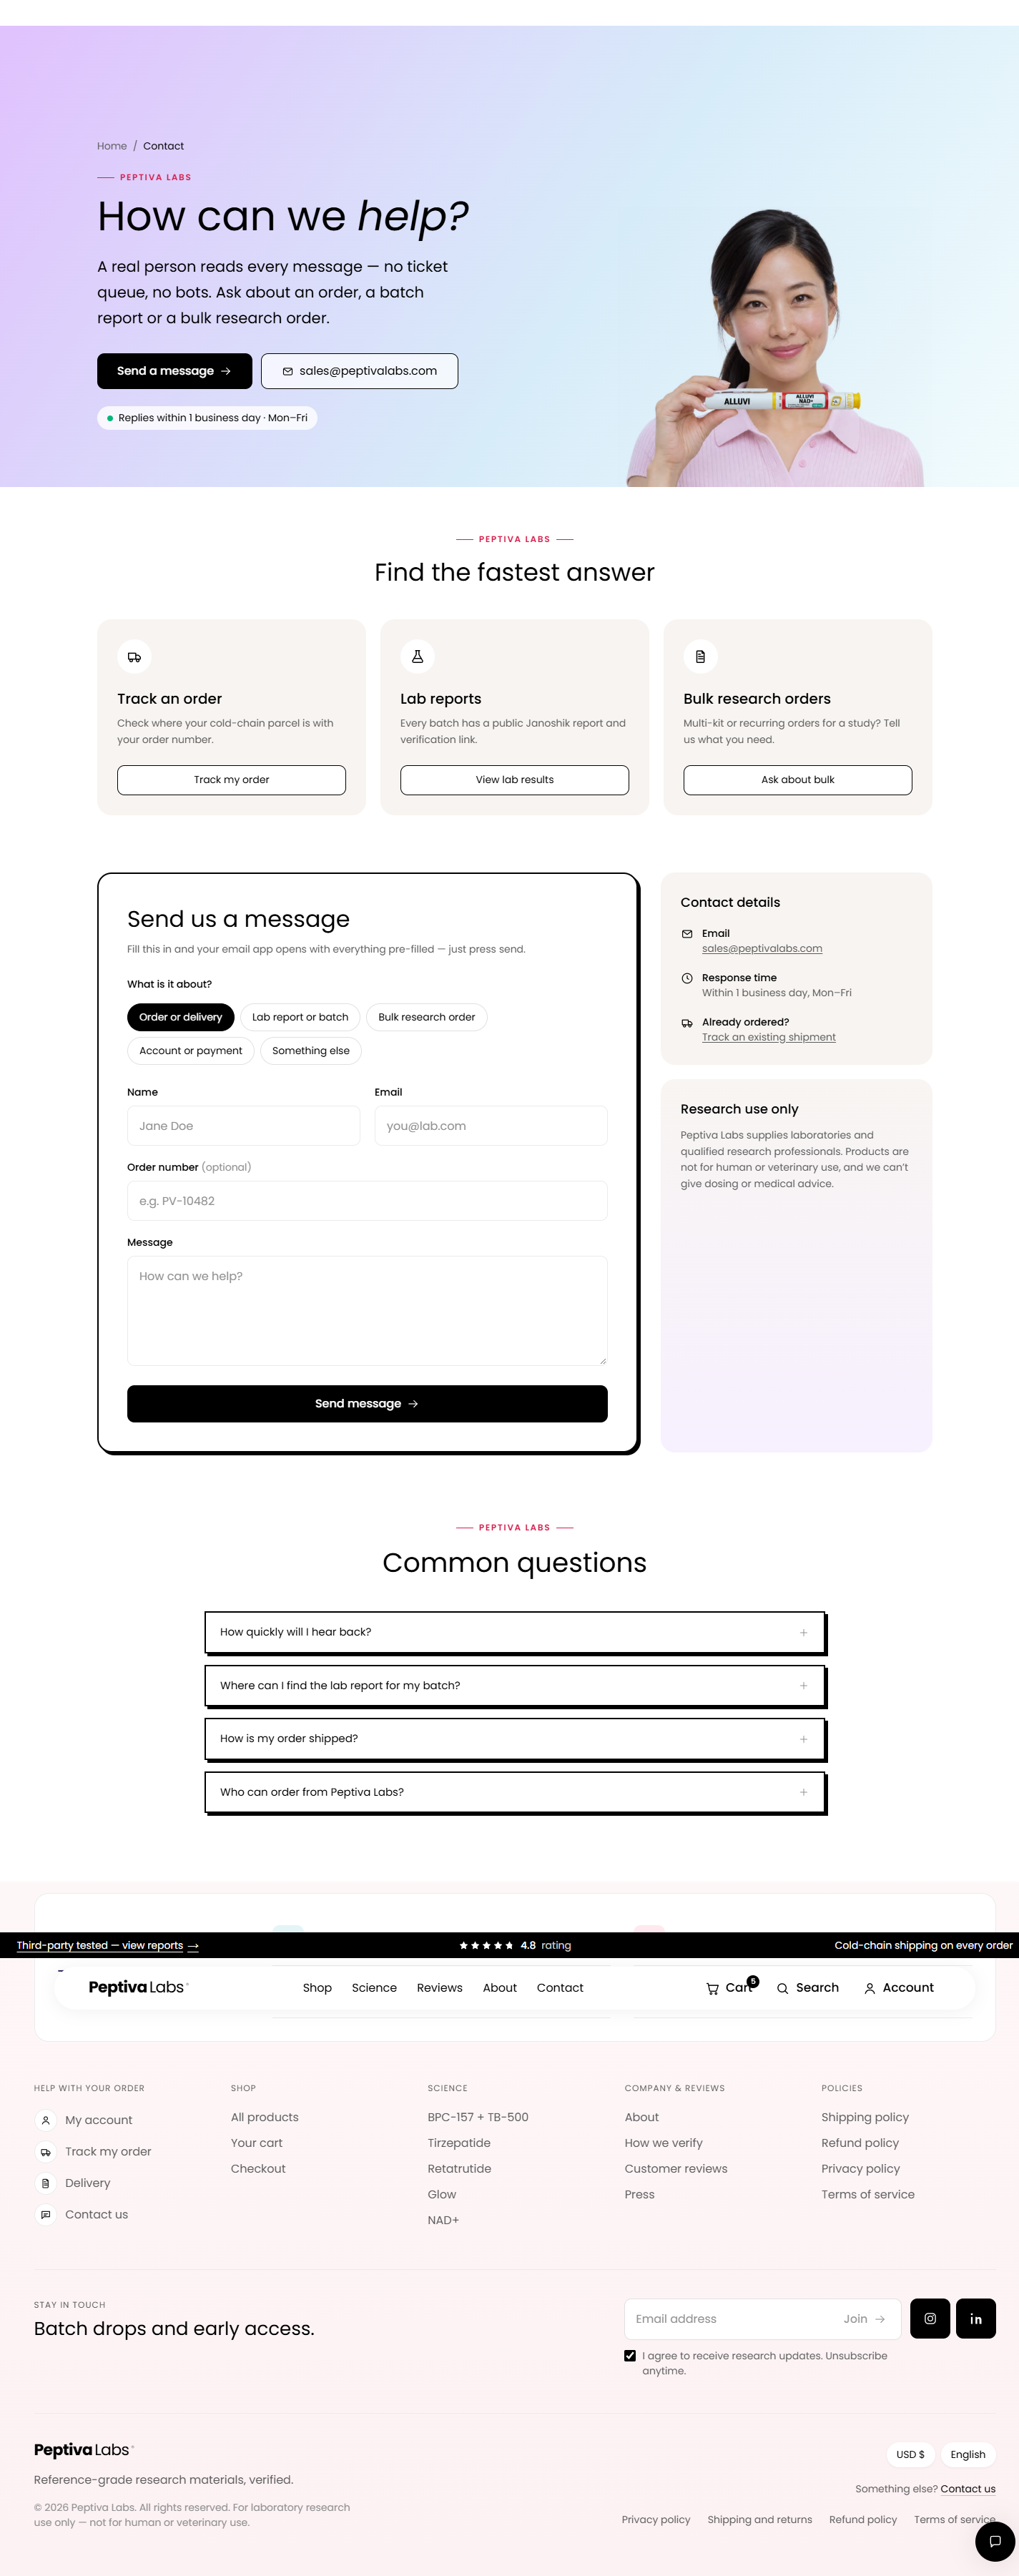 Home / Contact
PEPTIVA LABS
How can we help?
A real person reads every message — no ticket
queue, no bots. Ask about an order, a batch
report or a bulk research order.
Send a message →
sales@peptivalabs.com
Replies within 1 business day · Mon–Fri
ALLUVI
ALLUVI
NAD+
PEPTIVA LABS
Find the fastest answer
Track an order
Check where your cold-chain parcel is with
your order number.
Track my order
Lab reports
Every batch has a public Janoshik report and
verification link.
View lab results
Bulk research orders
Multi-kit or recurring orders for a study? Tell
us what you need.
Ask about bulk
Send us a message
Fill this in and your email app opens with everything pre-filled — just press send.
What is it about?
Order or delivery
Lab report or batch
Bulk research order
Account or payment
Something else
Name
Email
Jane Doe
you@lab.com
Order number (optional)
e.g. PV-10482
Message
How can we help?
Send message →
Contact details
Email
sales@peptivalabs.com
Response time
Within 1 business day, Mon–Fri
Already ordered?
Track an existing shipment
Research use only
Peptiva Labs supplies laboratories and
qualified research professionals. Products are
not for human or veterinary use, and we can't
give dosing or medical advice.
PEPTIVA LABS
Common questions
How quickly will I hear back? +
Where can I find the lab report for my batch? +
How is my order shipped? +
Who can order from Peptiva Labs? +
Third-party tested — view reports →
★★★★★ 4.8 rating
Cold-chain shipping on every order
Peptiva Labs
Shop
Science
Reviews
About
Contact
Cart
5
Search
Account
HELP WITH YOUR ORDER
My account
Track my order
Delivery
Contact us
SHOP
All products
Your cart
Checkout
SCIENCE
BPC-157 + TB-500
Tirzepatide
Retatrutide
Glow
NAD+
COMPANY & REVIEWS
About
How we verify
Customer reviews
Press
POLICIES
Shipping policy
Refund policy
Privacy policy
Terms of service
STAY IN TOUCH
Batch drops and early access.
Email address
Join →
in
I agree to receive research updates. Unsubscribe
anytime.
Peptiva Labs
Reference-grade research materials, verified.
© 2026 Peptiva Labs. All rights reserved. For laboratory research
use only — not for human or veterinary use.
USD $
English
Something else? Contact us
Privacy policy
Shipping and returns
Refund policy
Terms of service